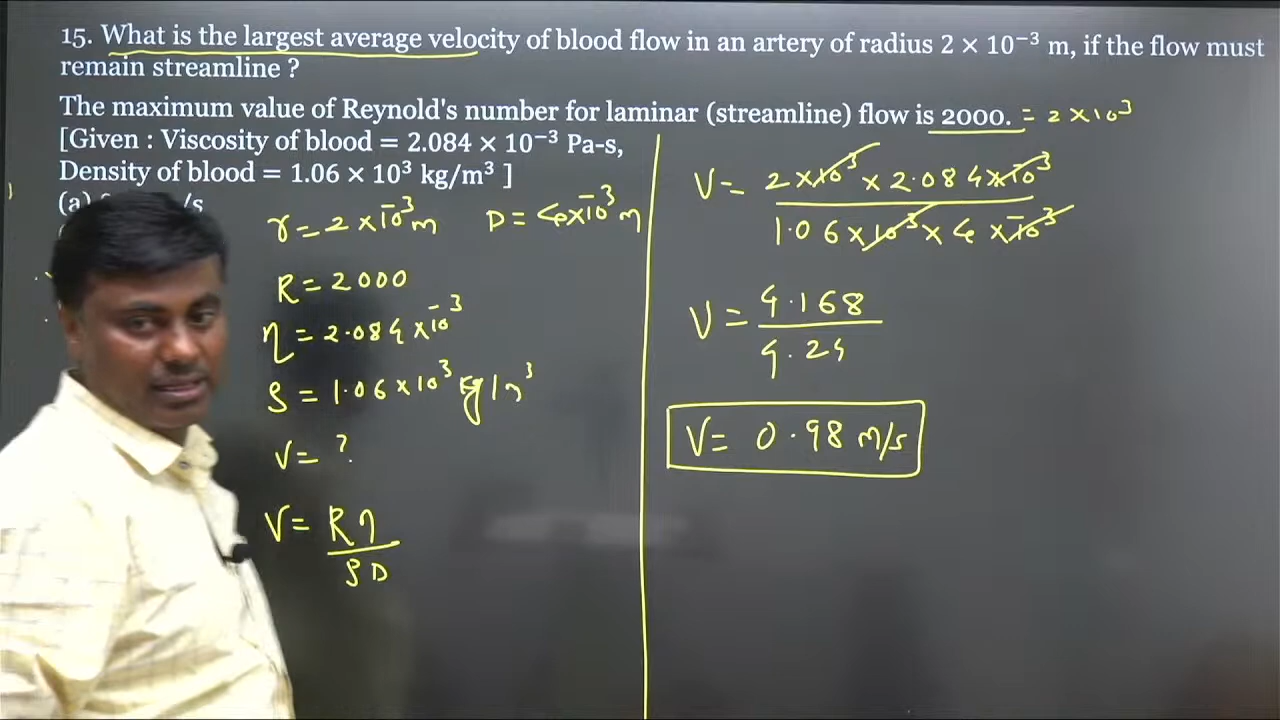 15. What is the largest average velocity of blood flow in an artery of radius 2 × 10⁻³ m, if the flow must
remain streamline ?
The maximum value of Reynold's number for laminar (streamline) flow is 2000. = 2 × 10³
[Given : Viscosity of blood = 2.084 × 10⁻³ Pa-s,
Density of blood = 1.06 × 10³ kg/m³ ]
(a) /s
r = 2 × 10⁻³ m D = 4 × 10⁻³ m
R = 2000
η = 2.084 × 10⁻³
ρ = 1.06 × 10³ kg/m³
V = ?
V = Rη
ρD
V = 2 × 10³ × 2.084 × 10⁻³
1.06 × 10³ × 4 × 10⁻³
V = 4.168
4.24
V = 0.98 m/s